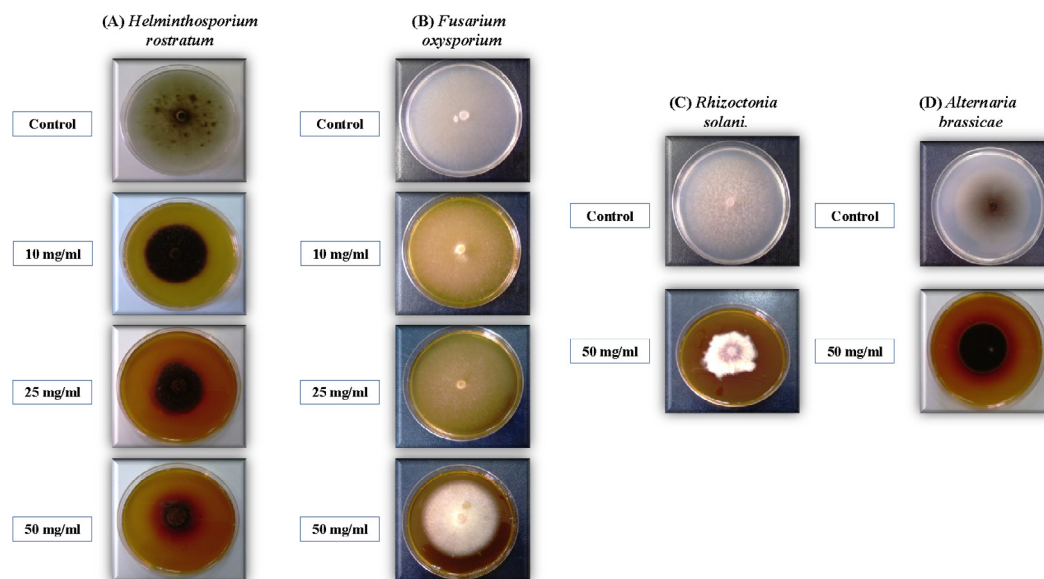 (A) Helminthosporium
rostratum
Control
10 mg/ml
25 mg/ml
50 mg/ml
(B) Fusarium
oxysporium
Control
10 mg/ml
25 mg/ml
50 mg/ml
(C) Rhizoctonia
solani.
Control
50 mg/ml
(D) Alternaria
brassicae
Control
50 mg/ml